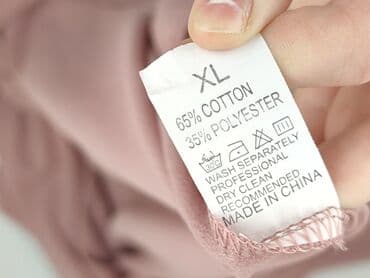 XL
65% COTTON
35% POLYESTER
WASH SEPARATELY
PROFESSIONAL
DRY CLEAN
RECOMMENDED
MADE IN CHINA